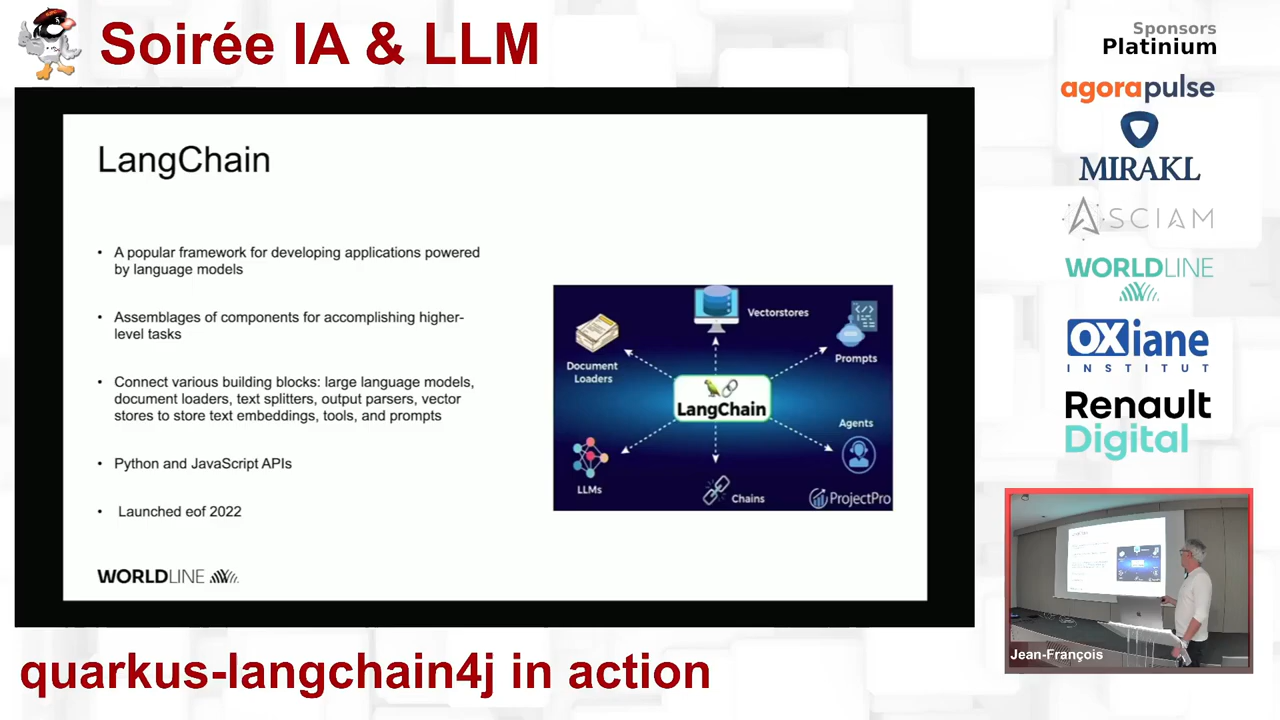 Soirée IA & LLM
Sponsors
Platinium
agorapulse
MIRAKL
ASCIAM
WORLDLINE
OXiane
INSTITUT
Renault
Digital
LangChain
• A popular framework for developing applications powered
by language models
• Assemblages of components for accomplishing higher-
level tasks
• Connect various building blocks: large language models,
document loaders, text splitters, output parsers, vector
stores to store text embeddings, tools, and prompts
• Python and JavaScript APIs
• Launched eof 2022
WORLDLINE
Vectorstores
Document
Loaders
Prompts
LangChain
Agents
LLMs
Chains
ProjectPro
Jean-François
quarkus-langchain4j in action